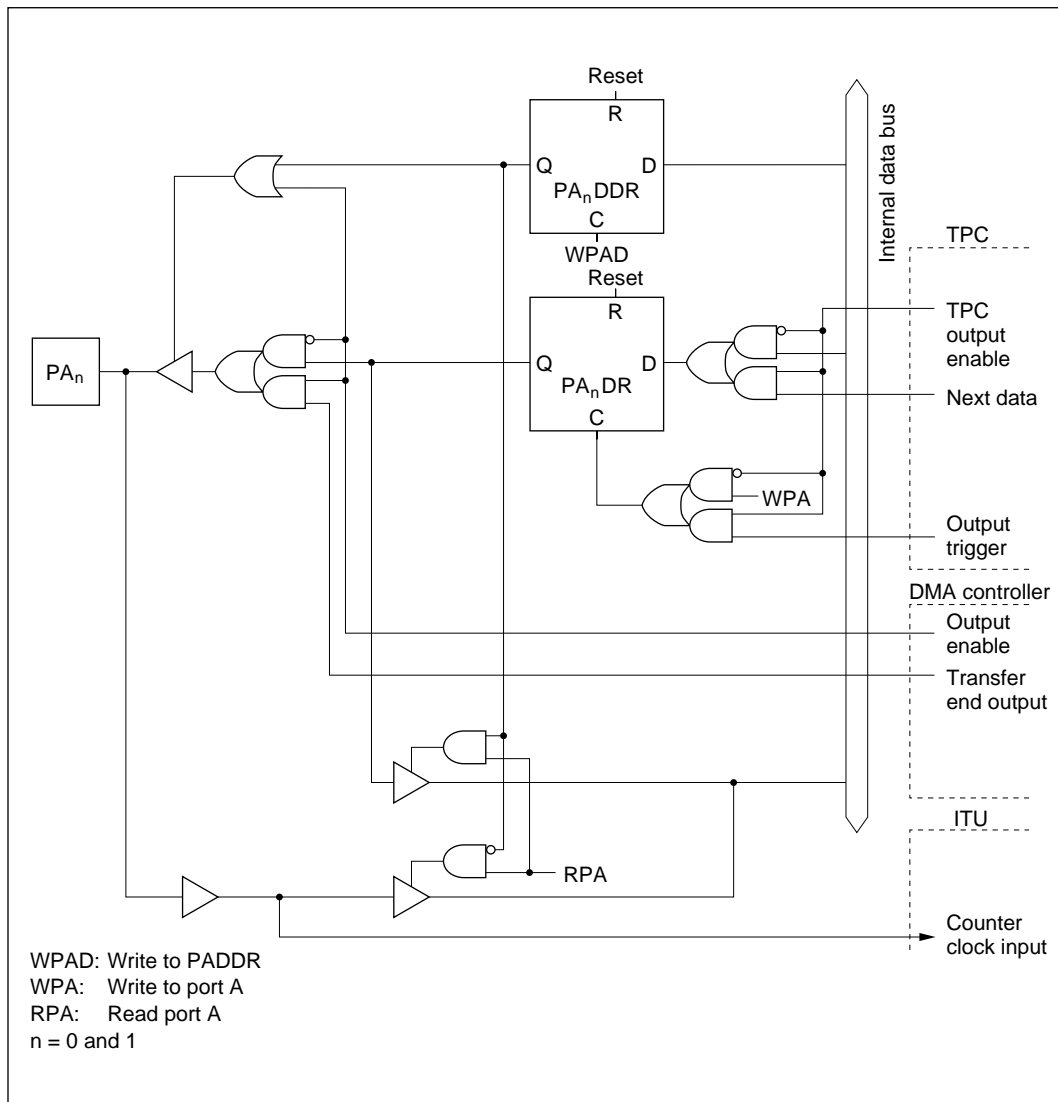 Reset
R
Q
D
PAnDDR
C
WPAD
Internal data bus
TPC
Reset
R
TPC
output
enable
PAn
Q
D
PAnDR
C
Next data
WPA
Output
trigger
DMA controller
Output
enable
Transfer
end output
ITU
RPA
Counter
clock input
WPAD: Write to PADDR
WPA: Write to port A
RPA: Read port A
n = 0 and 1